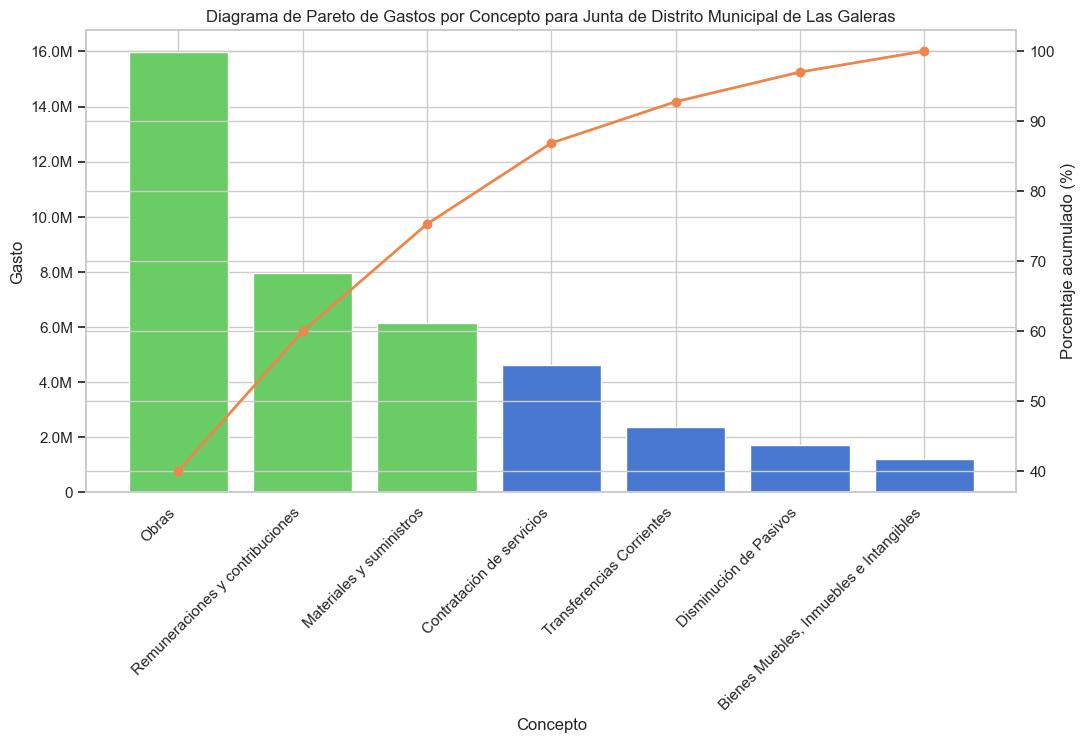 Diagrama de Pareto de Gastos por Concepto para Junta de Distrito Municipal de Las Galeras
16.0M
14.0M
12.0M
10.0M
8.0M
6.0M
4.0M
2.0M
0
Gasto
100
90
80
70
60
50
40
Porcentaje acumulado (%)
Obras
Remuneraciones y contribuciones
Materiales y suministros
Contratación de servicios
Transferencias Corrientes
Disminución de Pasivos
Bienes Muebles, Inmuebles e Intangibles
Concepto